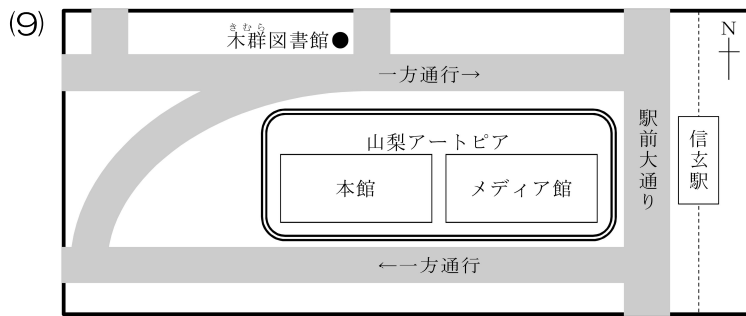 (9)
きむら
木群図書館●
N
一方通行→
駅前大通り
信玄駅
山梨アートピア
本館
メディア館
←一方通行